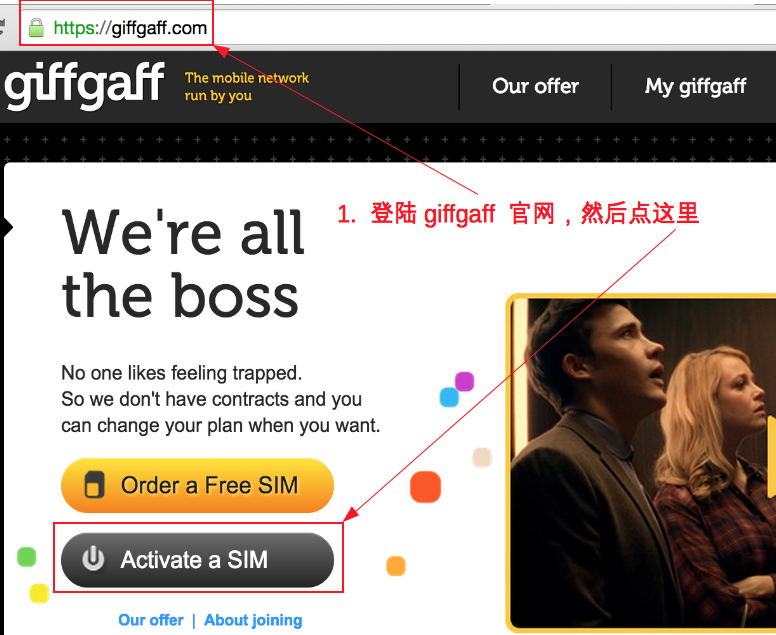 https://giffgaff.com
giffgaff
The mobile network
run by you
Our offer
My giffgaff
1. 登陆 giffgaff 官网，然后点这里
We're all
the boss
No one likes feeling trapped.
So we don't have contracts and you
can change your plan when you want.
Order a Free SIM
Activate a SIM
Our offer | About joining